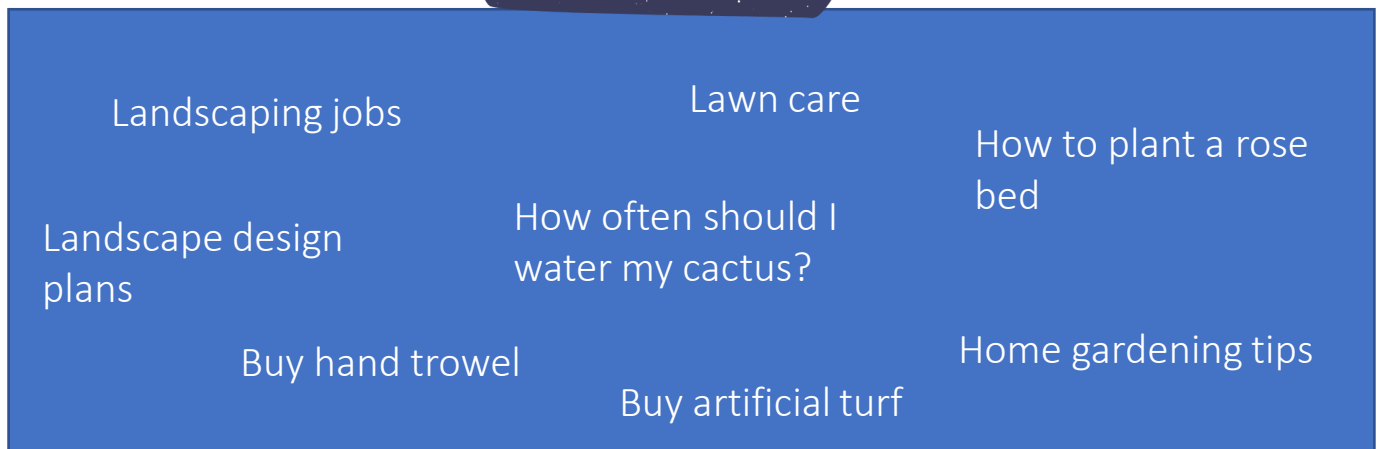 Landscaping jobs
Lawn care
How to plant a rose
bed
Landscape design
plans
How often should I
water my cactus?
Buy hand trowel
Buy artificial turf
Home gardening tips